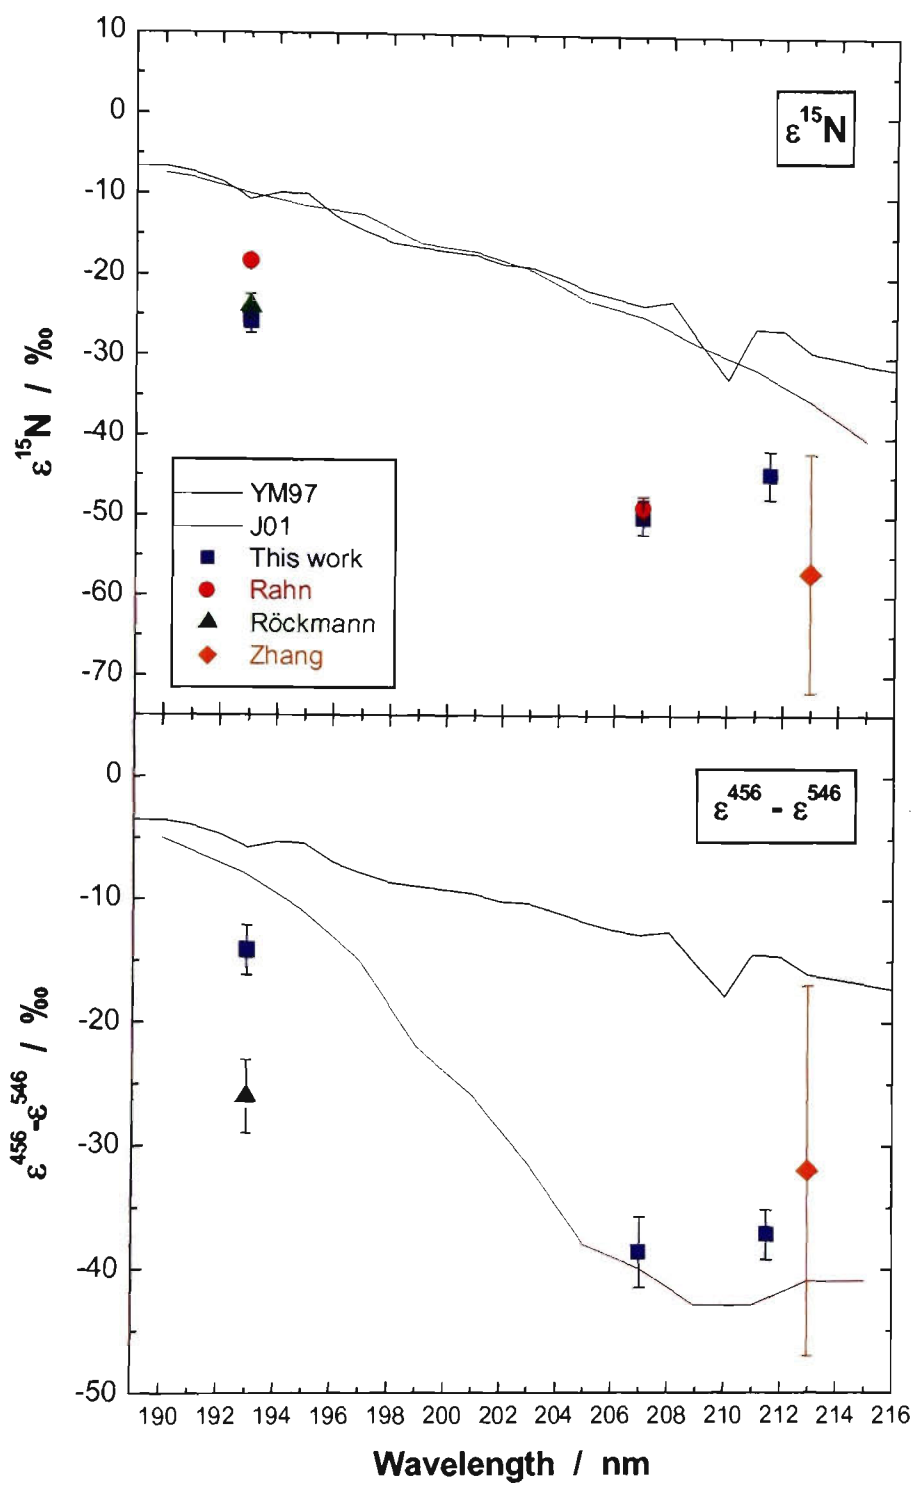 10
0
-10
-20
-30
-40
-50
-60
-70
ε15N / ‰
ε15N
YM97
J01
This work
Rahn
Röckmann
Zhang
0
-10
-20
-30
-40
-50
ε456-ε546 / ‰
ε456 - ε546
190 192 194 196 198 200 202 204 206 208 210 212 214 216
Wavelength / nm